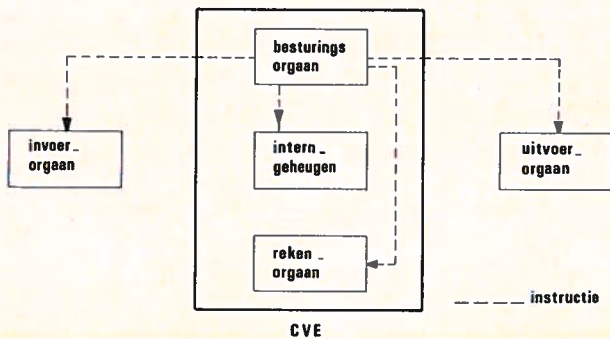 besturings
orgaan
invoer_
orgaan
intern_
geheugen
uitvoer_
orgaan
reken_
orgaan
instructie
CVE